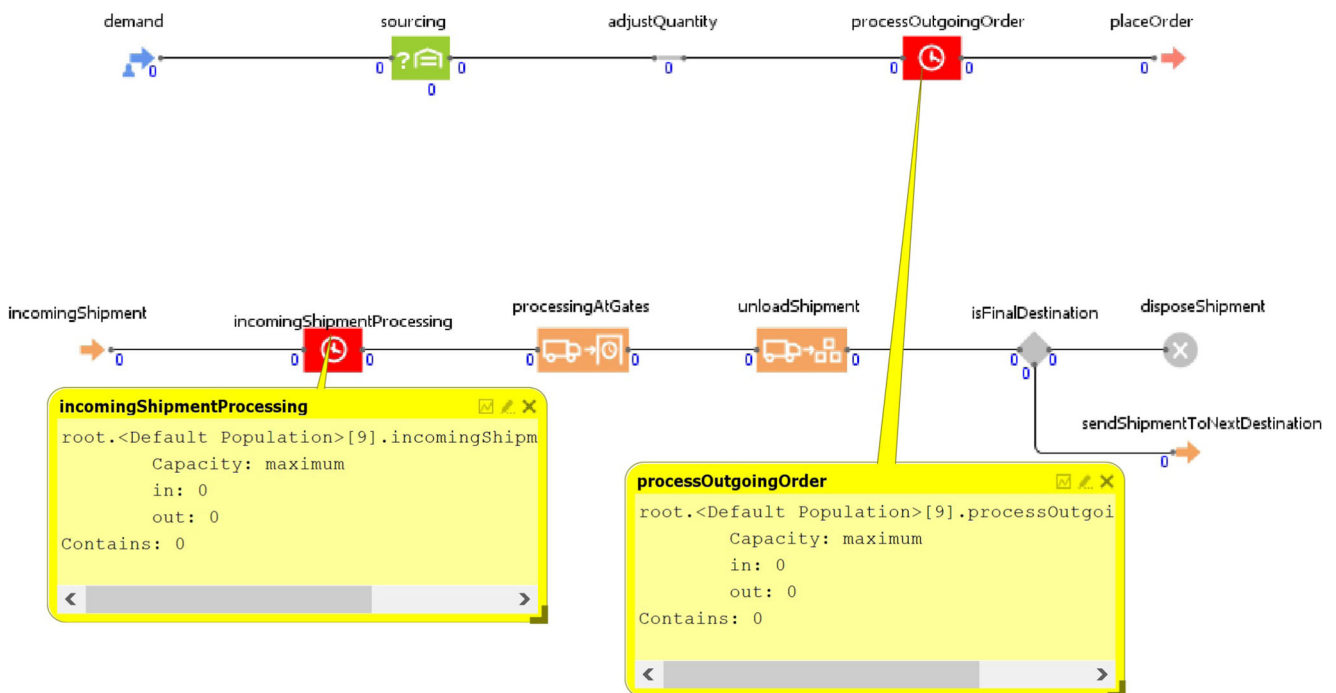 demand
sourcing
adjustQuantity
processOutgoingOrder
placeOrder
0
0
?
0
0
0
0
0
0
incomingShipment
incomingShipmentProcessing
processingAtGates
unloadShipment
isFinalDestination
disposeShipment
0
0
0
0
0
0
0
0
0
0
sendShipmentToNextDestination
0
incomingShipmentProcessing
root.<Default Population>[9].incomingShipm
Capacity: maximum
in: 0
out: 0
Contains: 0
processOutgoingOrder
root.<Default Population>[9].processOutgoi
Capacity: maximum
in: 0
out: 0
Contains: 0